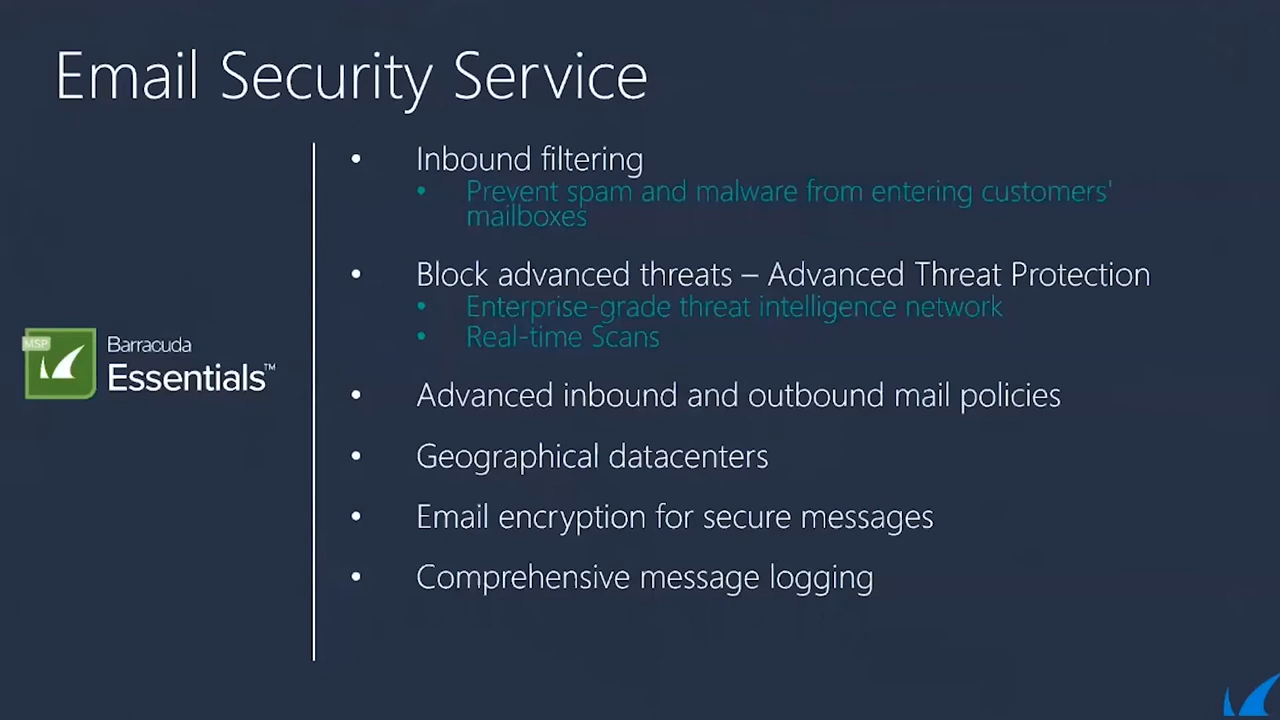 Email Security Service
• Inbound filtering
• Prevent spam and malware from entering customers'
mailboxes
• Block advanced threats – Advanced Threat Protection
• Enterprise-grade threat intelligence network
• Real-time Scans
MSP
Barracuda
Essentials™
• Advanced inbound and outbound mail policies
• Geographical datacenters
• Email encryption for secure messages
• Comprehensive message logging